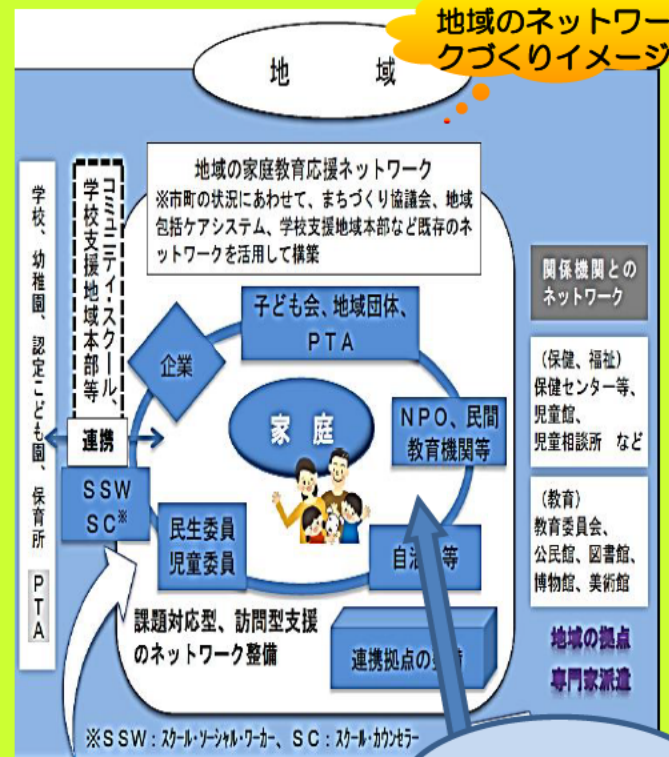 地域のネットワー
クづくりイメージ
地　域
地域の家庭教育応援ネットワーク
※市町の状況にあわせて、まちづくり協議会、地域
包括ケアシステム、学校支援地域本部など既存のネ
ットワークを活用して構築
学校、幼稚園、認定こども園、保育所
PTA
コミュニティ・スクール、
学校支援地域本部等
連携
SSW
SC※
企業
子ども会、地域団体、
PTA
家庭
NPO、民間
教育機関等
民生委員
児童委員
自治 等
課題対応型、訪問型支援
のネットワーク整備
連携拠点の
関係機関との
ネットワーク
（保健、福祉）
保健センター等、
児童館、
児童相談所　など
（教育）
教育委員会、
公民館、図書館、
博物館、美術館
地域の拠点
専門家派遣
※SSW：スクール・ソーシャル・ワーカー、SC：スクール・カウンセラー